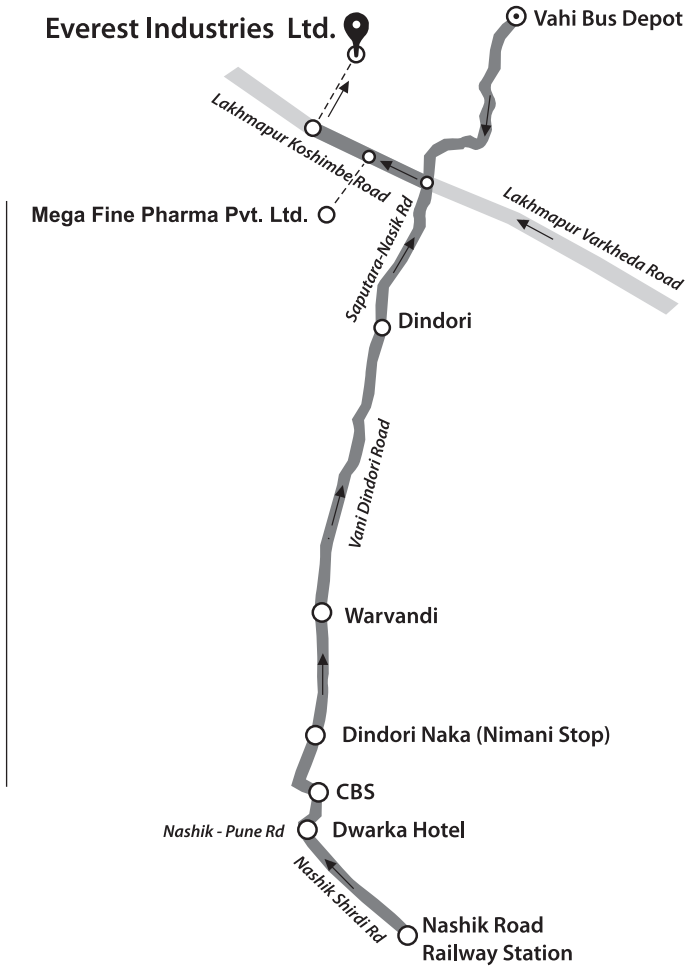 Everest Industries Ltd.
Vahi Bus Depot
Lakhmapur Koshimbe Road
Mega Fine Pharma Pvt. Ltd.
Lakhmapur Varkheda Road
Saputara-Nasik Rd
Dindori
Vani Dindori Road
Warvandi
Dindori Naka (Nimani Stop)
CBS
Nashik - Pune Rd
Dwarka Hotel
Nashik Shirdi Rd
Nashik Road
Railway Station